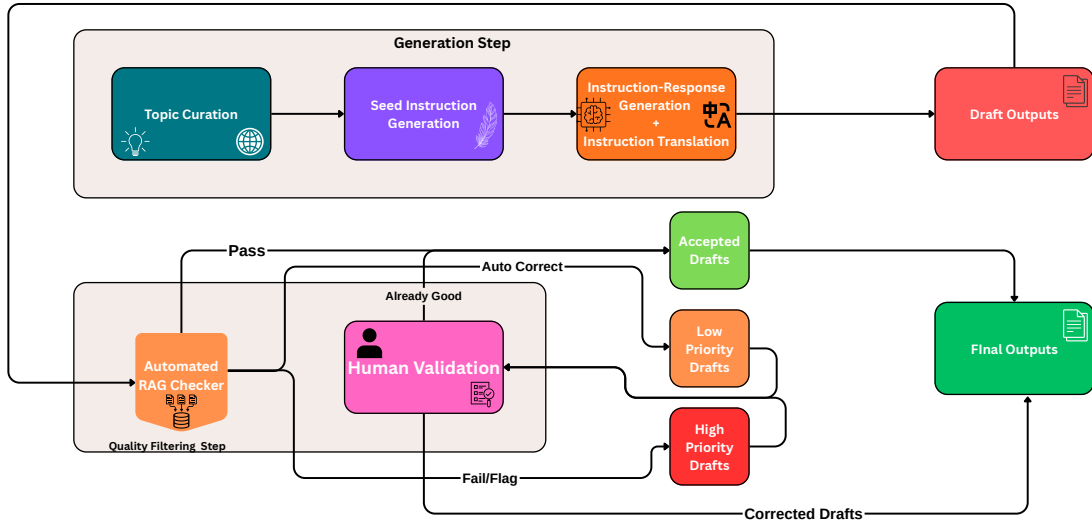 Generation Step
Topic Curation
Seed Instruction
Generation
Instruction-Response
Generation
+
Instruction Translation
中
A
Draft Outputs
Pass
Accepted
Drafts
Auto Correct
Already Good
Automated
RAG Checker
Human Validation
Low
Priority
Drafts
FInal Outputs
Quality Filtering Step
High
Priority
Drafts
Fail/Flag
Corrected Drafts